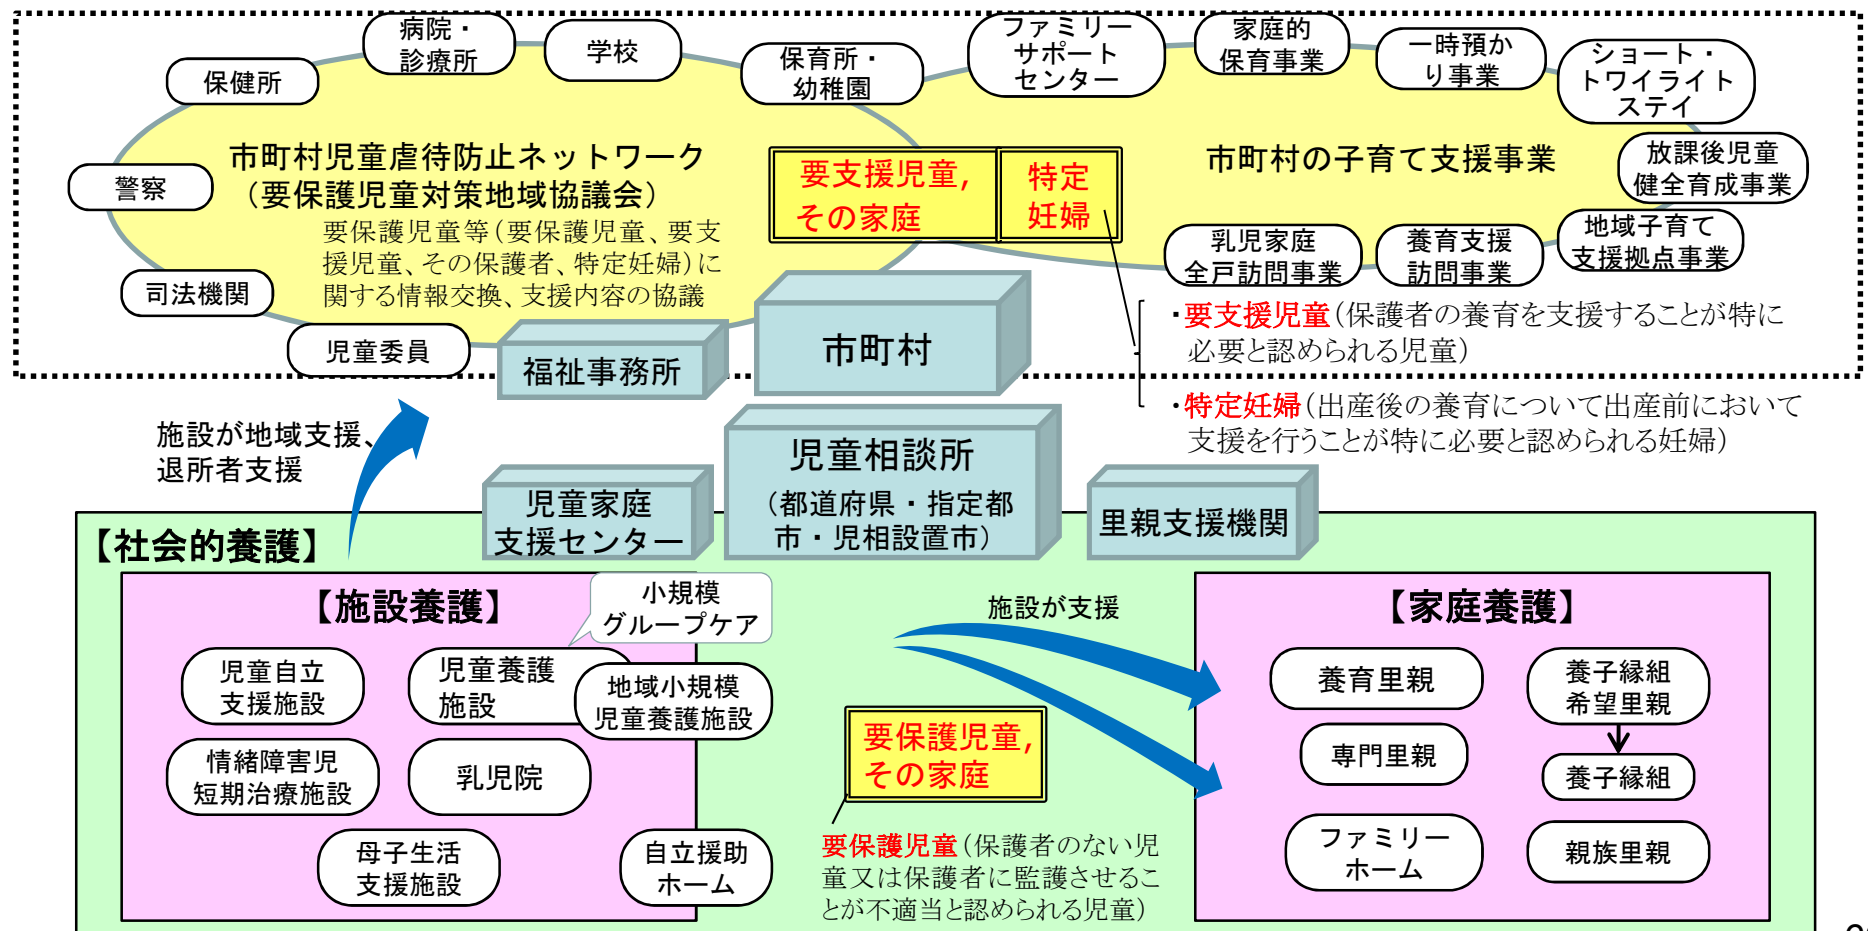 病院・
診療所
学校
保健所
保育所・
幼稚園
ファミリー
サポート
センター
家庭的
保育事業
一時預か
り事業
ショート・
トワイライト
ステイ
市町村児童虐待防止ネットワーク
（要保護児童対策地域協議会）
要保護児童等（要保護児童、要支
援児童、その保護者、特定妊婦）に
関する情報交換、支援内容の協議
警察
司法機関
児童委員
要支援児童，
その家庭
特定
妊婦
市町村の子育て支援事業
放課後児童
健全育成事業
地域子育て
支援拠点事業
乳児家庭
全戸訪問事業
養育支援
訪問事業
福祉事務所
市町村
・要支援児童（保護者の養育を支援することが特に
必要と認められる児童）
・特定妊婦（出産後の養育について出産前において
支援を行うことが特に必要と認められる妊婦）
施設が地域支援、
退所者支援
児童相談所
（都道府県・指定都
市・児相設置市）
児童家庭
支援センター
里親支援機関
【社会的養護】
【施設養護】
小規模
グループケア
児童自立
支援施設
児童養護
施設
地域小規模
児童養護施設
情緒障害児
短期治療施設
乳児院
母子生活
支援施設
自立援助
ホーム
施設が支援
要保護児童，
その家庭
要保護児童（保護者のない児
童又は保護者に監護させるこ
とが不適当と認められる児童）
【家庭養護】
養育里親
養子縁組
希望里親
専門里親
養子縁組
ファミリー
ホーム
親族里親